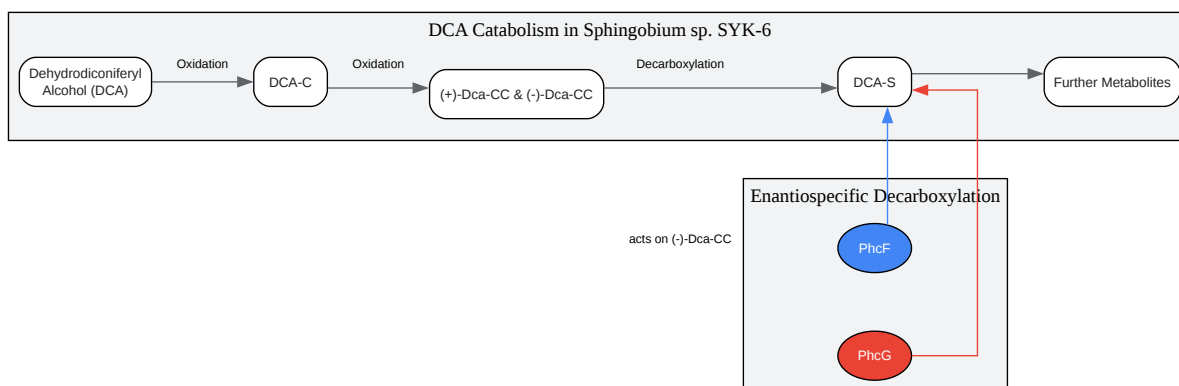 DCA Catabolism in Sphingobium sp. SYK-6
Dehydrodiconiferyl
Alcohol (DCA)
Oxidation
DCA-C
Oxidation
(+)-Dca-CC & (-)-Dca-CC
Decarboxylation
DCA-S
Further Metabolites
Enantiospecific Decarboxylation
acts on (-)-Dca-CC
PhcF
PhcG